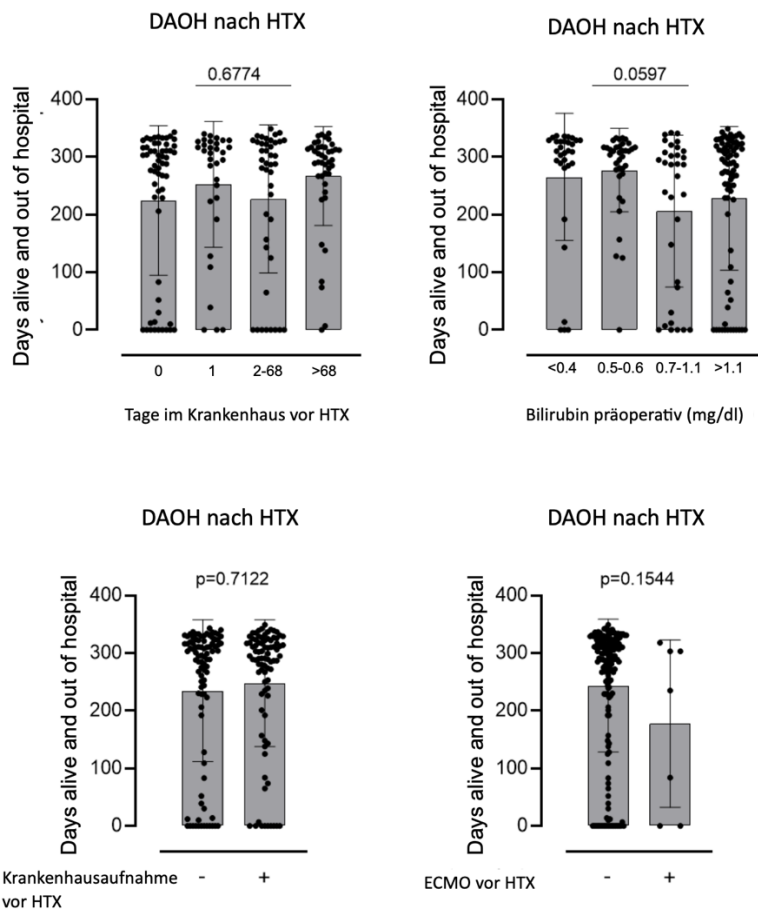 DAOH nach HTX
0.6774
Days alive and out of hospital
400
300
200
100
0
0 1 2-68 >68
Tage im Krankenhaus vor HTX
DAOH nach HTX
0.0597
Days alive and out of hospital
400
300
200
100
0
<0.4 0.5-0.6 0.7-1.1 >1.1
Bilirubin präoperativ (mg/dl)
DAOH nach HTX
p=0.7122
Days alive and out of hospital
400
300
200
100
0
Krankenhausaufnahme - +
vor HTX
DAOH nach HTX
p=0.1544
Days alive and out of hospital
400
300
200
100
0
ECMO vor HTX - +